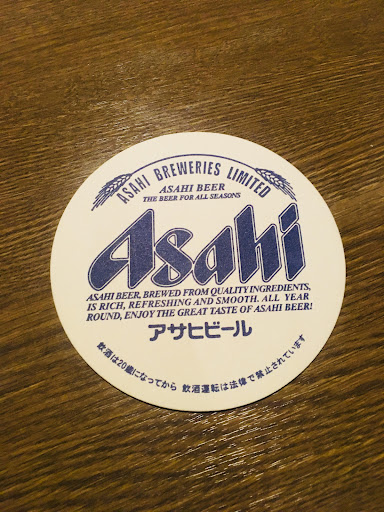 ASAHI BREWERIES LIMITED
ASAHI BEER
THE BEER FOR ALL SEASONS
Asahi
ASAHI BEER, BREWED FROM QUALITY INGREDIENTS,
IS RICH, REFRESHING AND SMOOTH. ALL YEAR
ROUND, ENJOY THE GREAT TASTE OF ASAHI BEER!
アサヒビール
飲酒は20歳になってから 飲酒運転は法律で禁止されています